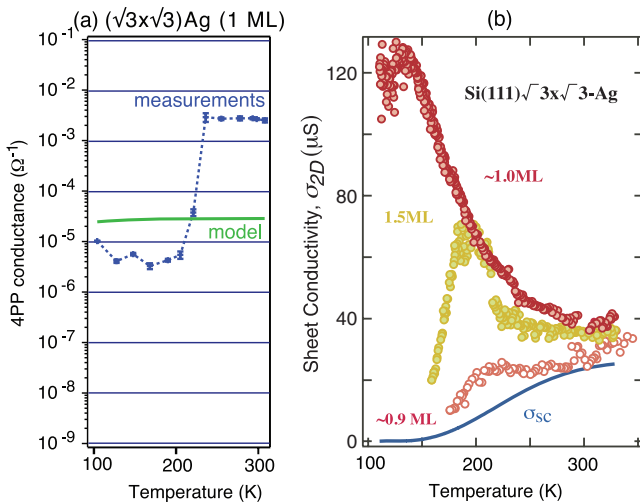 (a) (√3x√3)Ag (1 ML)
10⁻¹
10⁻²
10⁻³
10⁻⁴
10⁻⁵
10⁻⁶
10⁻⁷
10⁻⁸
10⁻⁹
4PP conductance (Ω⁻¹)
measurements
model
100
200
300
Temperature (K)
(b)
120
80
40
0
Sheet Conductivity, σ2D (μS)
Si(111)√3x√3-Ag
~1.0ML
1.5ML
~0.9 ML
σSC
100
200
300
Temperature (K)